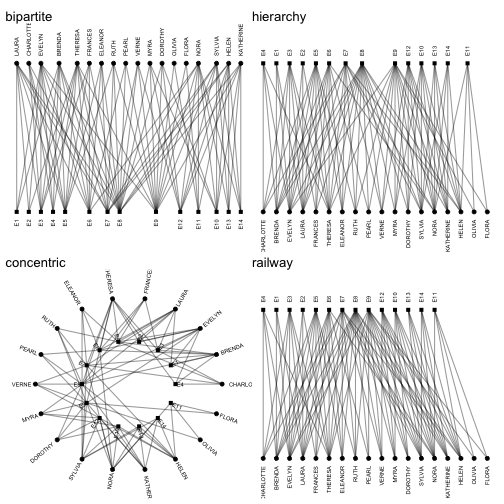 bipartite
LAURA CHARLOTTE EVELYN BRENDA THERESA FRANCES ELEANOR RUTH PEARL VERNE MYRA DOROTHY OLIVIA FLORA NORA SYLVIA HELEN KATHERINE
E1 E2 E3 E4 E5 E6 E7 E8 E9 E12 E11 E10 E13 E14
hierarchy
E4 E1 E3 E2 E5 E6 E7 E8 E9 E12 E10 E13 E14 E11
CHARLOTTE BRENDA EVELYN LAURA FRANCES THERESA ELEANOR RUTH PEARL VERNE MYRA DOROTHY SYLVIA NORA KATHERINE HELEN OLIVIA FLORA
concentric
ELEANOR
HERESA
FRANCE
LAURA
RUTH
EVELYN
PEARL
BRENDA
VERNE
E4
CHARLO
MYRA
E11
FLORA
DOROTHY
OLIVIA
SYLVIA
NORA
KATHER
HELEN
railway
E4 E1 E3 E2 E5 E6 E7 E8 E9 E12 E10 E13 E14 E11
CHARLOTTE BRENDA EVELYN LAURA FRANCES THERESA ELEANOR RUTH PEARL VERNE MYRA DOROTHY SYLVIA NORA KATHERINE HELEN OLIVIA FLORA